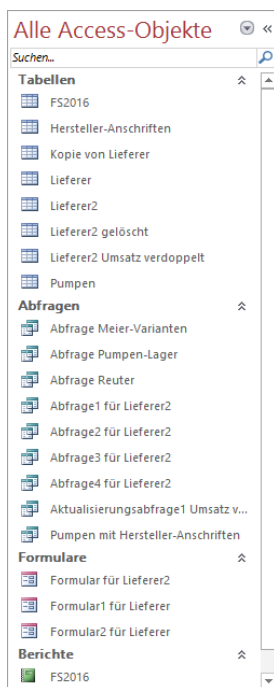 Alle Access-Objekte «
Suchen...
Tabellen
FS2016
Hersteller-Anschriften
Kopie von Lieferer
Lieferer
Lieferer2
Lieferer2 gelöscht
Lieferer2 Umsatz verdoppelt
Pumpen
Abfragen
Abfrage Meier-Varianten
Abfrage Pumpen-Lager
Abfrage Reuter
Abfrage1 für Lieferer2
Abfrage2 für Lieferer2
Abfrage3 für Lieferer2
Abfrage4 für Lieferer2
Aktualisierungsabfrage1 Umsatz v...
Pumpen mit Hersteller-Anschriften
Formulare
Formular für Lieferer2
Formular1 für Lieferer
Formular2 für Lieferer
Berichte
FS2016